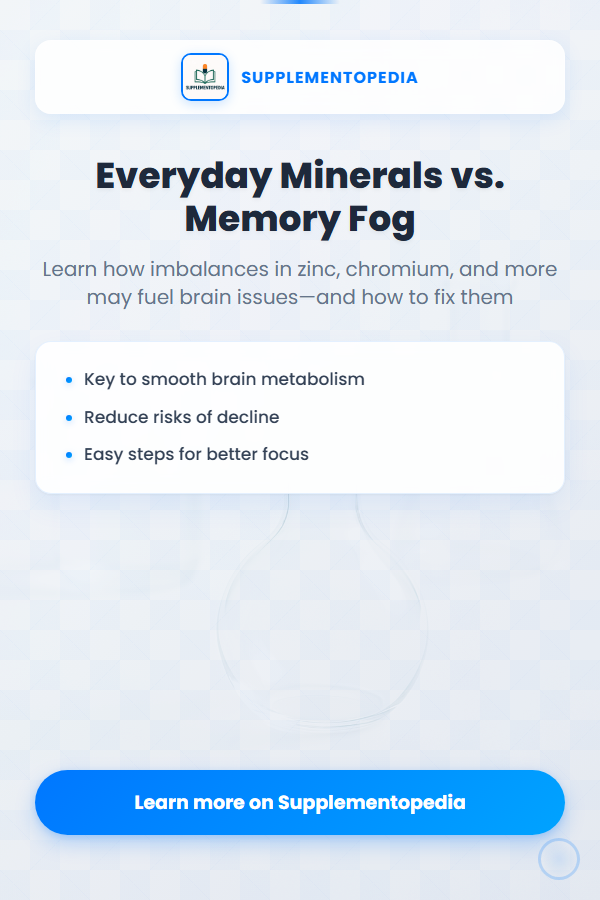 SUPPLEMENTOPEDIA
SUPPLEMENTOPEDIA
Everyday Minerals vs.
Memory Fog
Learn how imbalances in zinc, chromium, and more
may fuel brain issues—and how to fix them
Key to smooth brain metabolism
Reduce risks of decline
Easy steps for better focus
Learn more on Supplementopedia